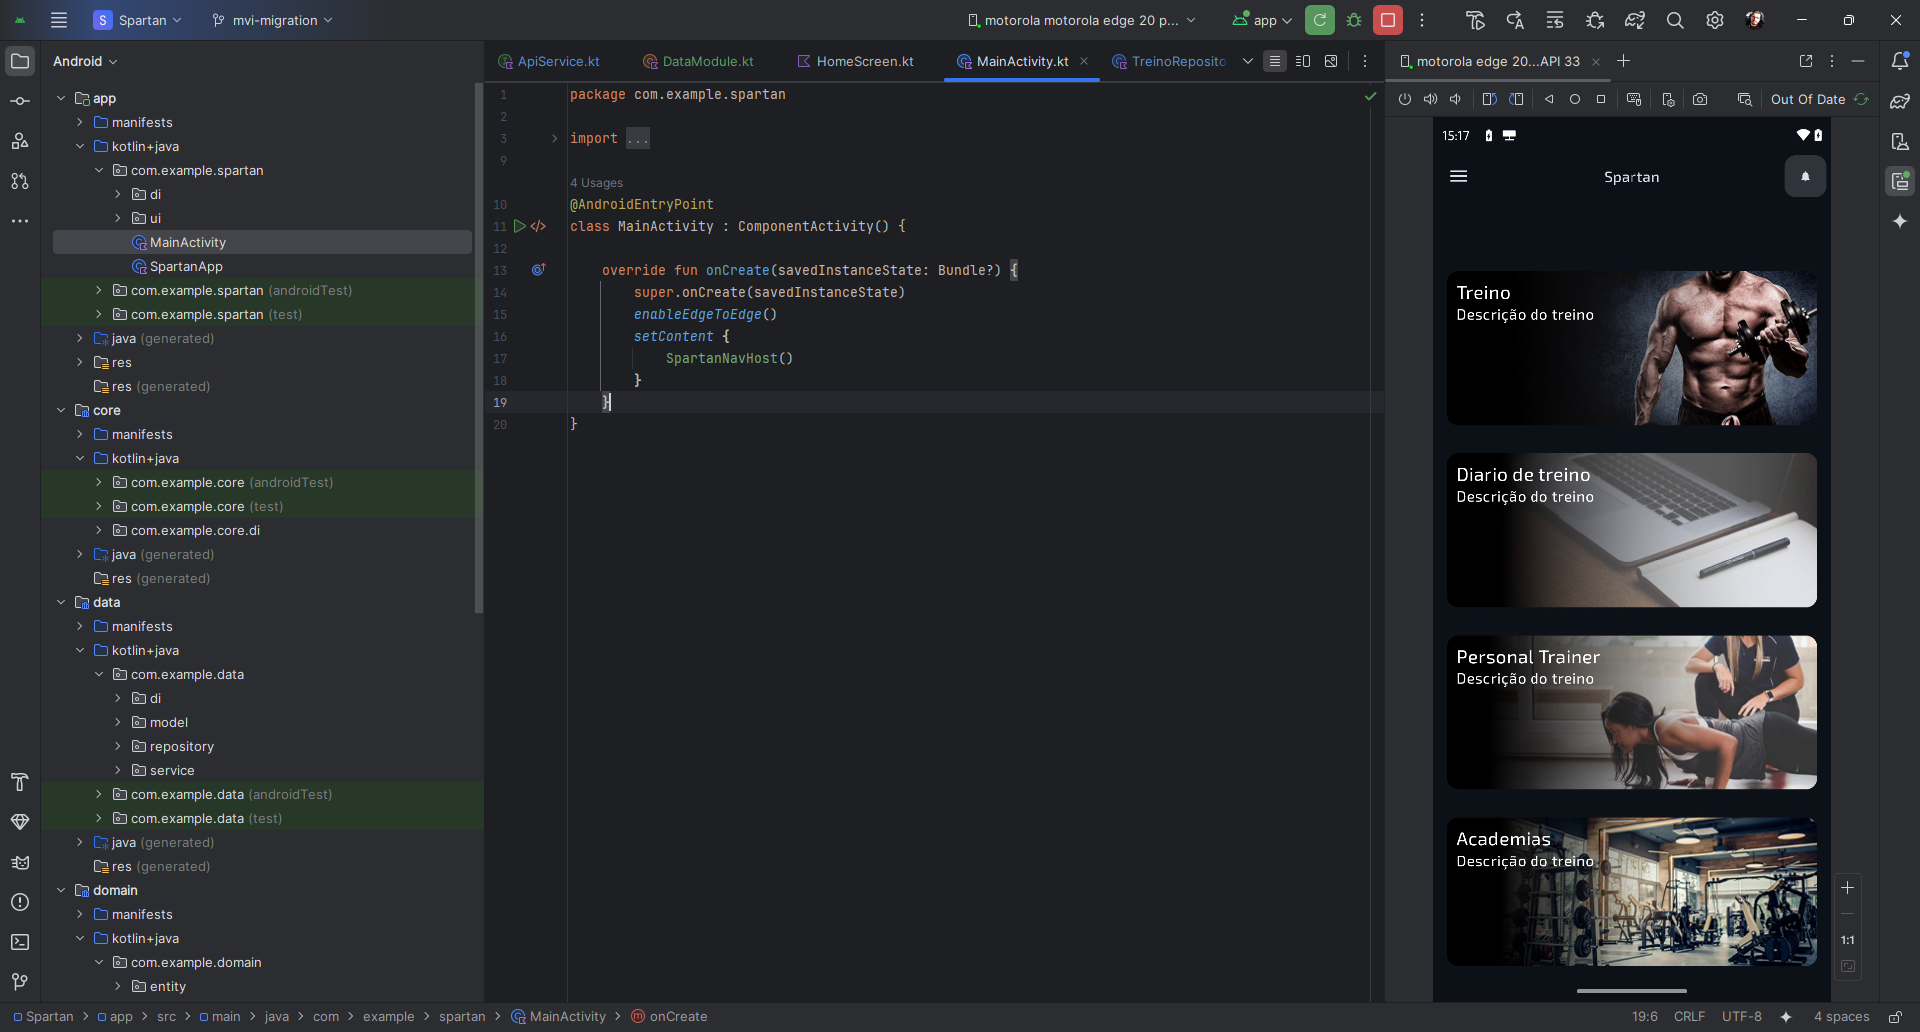 S Spartan
mvi-migration
motorola motorola edge 20 p...
app
Android
app
manifests
kotlin+java
com.example.spartan
di
ui
MainActivity
SpartanApp
com.example.spartan (androidTest)
com.example.spartan (test)
java (generated)
res
res (generated)
core
manifests
kotlin+java
com.example.core (androidTest)
com.example.core (test)
com.example.core.di
java (generated)
res (generated)
data
manifests
kotlin+java
com.example.data
di
model
repository
service
com.example.data (androidTest)
com.example.data (test)
java (generated)
res (generated)
domain
manifests
kotlin+java
com.example.domain
entity
ApiService.kt
DataModule.kt
HomeScreen.kt
MainActivity.kt
TreinoReposito
1 package com.example.spartan
2
3 import ...
9
4 Usages
10 @AndroidEntryPoint
11 class MainActivity : ComponentActivity() {
12
13 override fun onCreate(savedInstanceState: Bundle?) {
14 super.onCreate(savedInstanceState)
15 enableEdgeToEdge()
16 setContent {
17 SpartanNavHost()
18 }
19 }
20 }
motorola edge 20...API 33
Out Of Date
15:17
Spartan
Treino
Descrição do treino
Diario de treino
Descrição do treino
Personal Trainer
Descrição do treino
Academias
Descrição do treino
1:1
Spartan > app > src > main > java > com > example > spartan > MainActivity > onCreate
19:6
CRLF
UTF-8
4 spaces